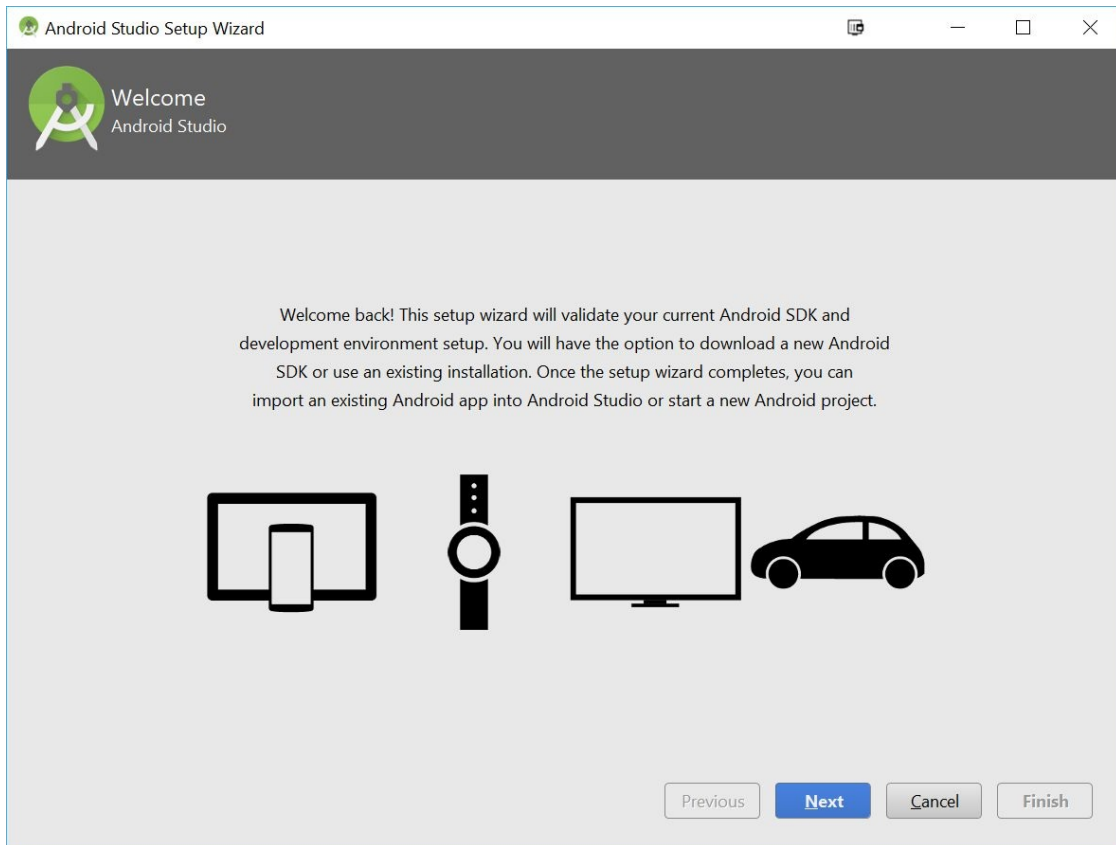 Android Studio Setup Wizard
Welcome
Android Studio
Welcome back! This setup wizard will validate your current Android SDK and
development environment setup. You will have the option to download a new Android
SDK or use an existing installation. Once the setup wizard completes, you can
import an existing Android app into Android Studio or start a new Android project.
Previous Next Cancel Finish